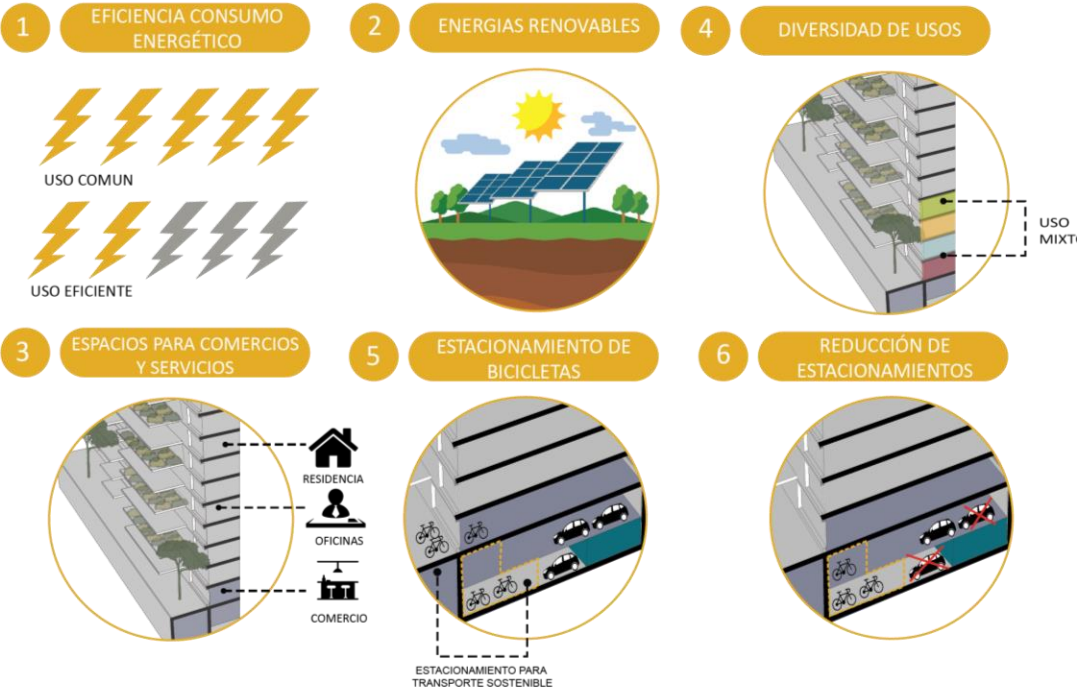 1
EFICIENCIA CONSUMO
ENERGÉTICO
USO COMUN
USO EFICIENTE
2
ENERGIAS RENOVABLES
4
DIVERSIDAD DE USOS
USO
MIXTO
3
ESPACIOS PARA COMERCIOS
Y SERVICIOS
RESIDENCIA
OFICINAS
COMERCIO
5
ESTACIONAMIENTO DE
BICICLETAS
ESTACIONAMIENTO PARA
TRANSPORTE SOSTENIBLE
6
REDUCCIÓN DE
ESTACIONAMIENTOS